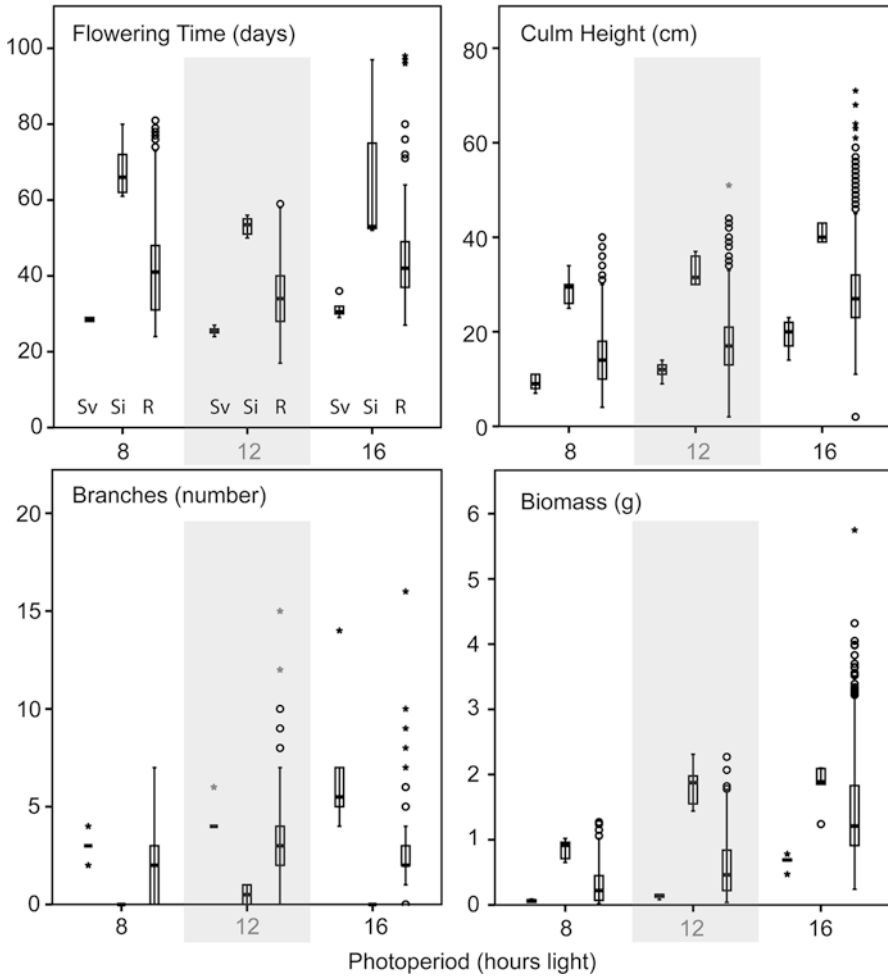 Flowering Time (days)
100
80
60
40
20
0
Sv Si R Sv Si R Sv Si R
8 12 16
Culm Height (cm)
80
60
40
20
0
8 12 16
Branches (number)
20
15
10
5
0
8 12 16
Biomass (g)
6
5
4
3
2
1
0
8 12 16
Photoperiod (hours light)